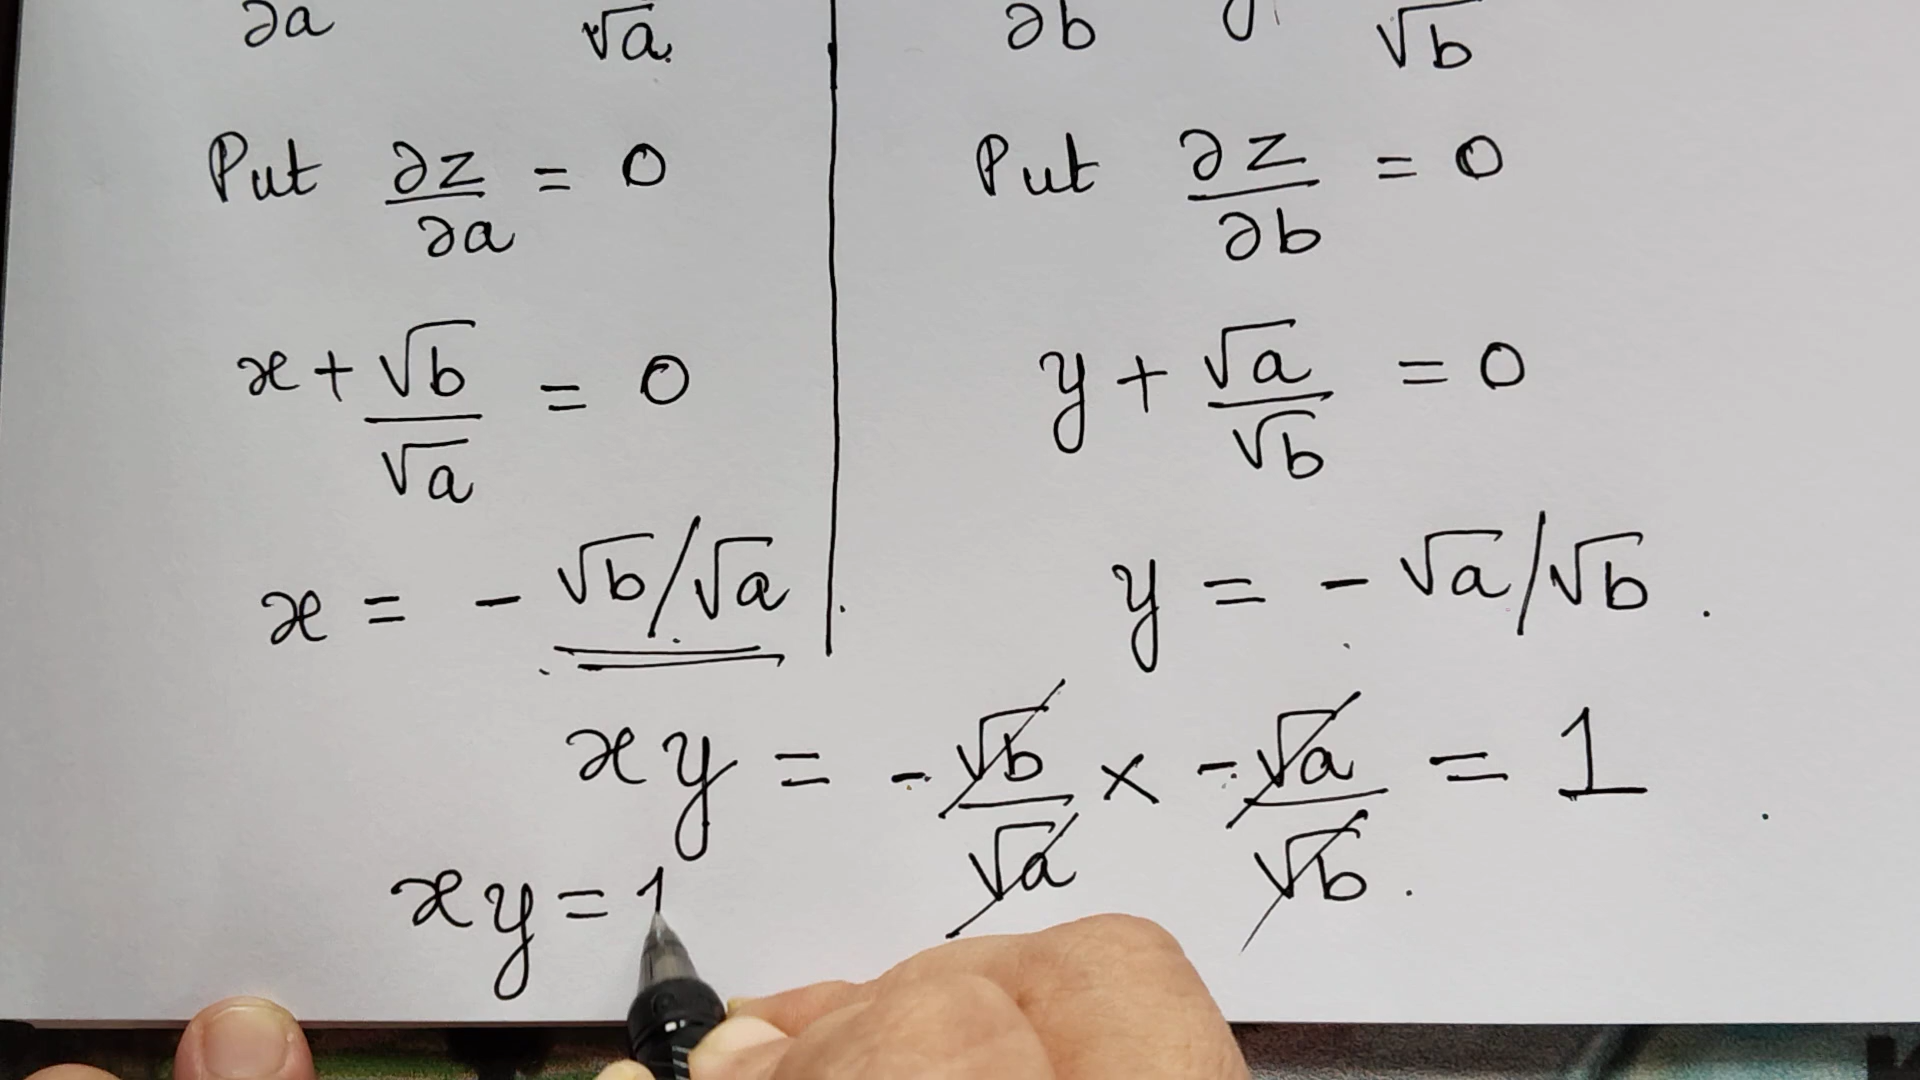 ∂a √a
Put ∂z/∂a = 0
x + √b/√a = 0
x = - √b/√a
∂b √b
Put ∂z/∂b = 0
y + √a/√b = 0
y = - √a/√b
xy = - √b/√a × - √a/√b = 1
xy = 1